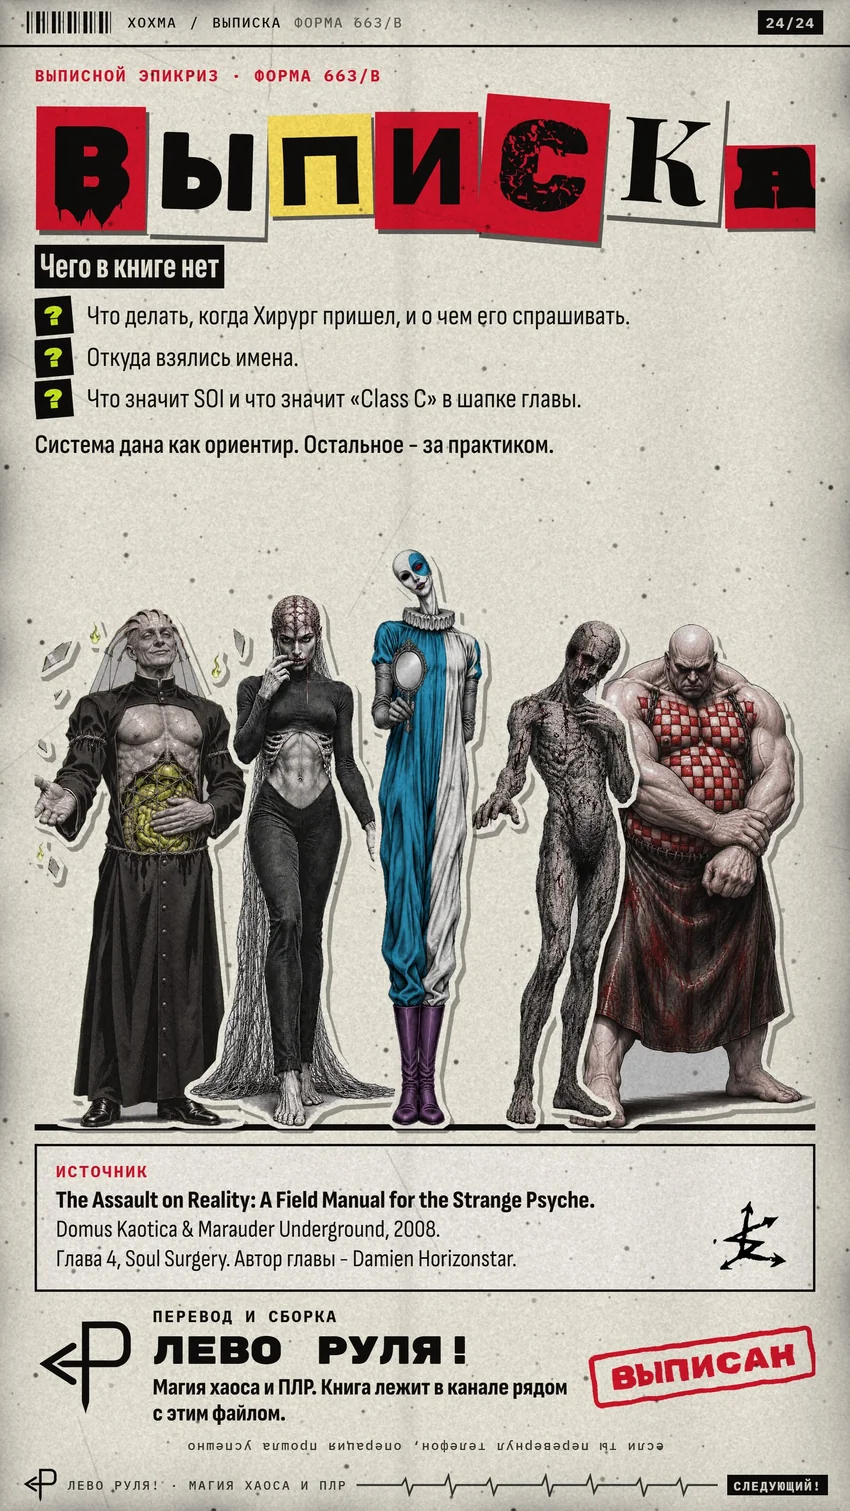 ХОХМА / ВЫПИСКА ФОРМА 663/В
24/24
ВЫПИСНОЙ ЭПИКРИЗ · ФОРМА 663/В
ВЫПИСКа
Чего в книге нет
? Что делать, когда Хирург пришел, и о чем его спрашивать.
? Откуда взялись имена.
? Что значит SOI и что значит «Class C» в шапке главы.
Система дана как ориентир. Остальное - за практиком.
ИСТОЧНИК
The Assault on Reality: A Field Manual for the Strange Psyche.
Domus Kaotica & Marauder Underground, 2008.
Глава 4, Soul Surgery. Автор главы - Damien Horizonstar.
ПЕРЕВОД И СБОРКА
ЛЕВО РУЛЯ!
Магия хаоса и ПЛР. Книга лежит в канале рядом
с этим файлом.
ВЫПИСАН
если ты перевернул телефон, операция прошла успешно
ЛЕВО РУЛЯ! · МАГИЯ ХАОСА И ПЛР
СЛЕДУЮЩИЙ!